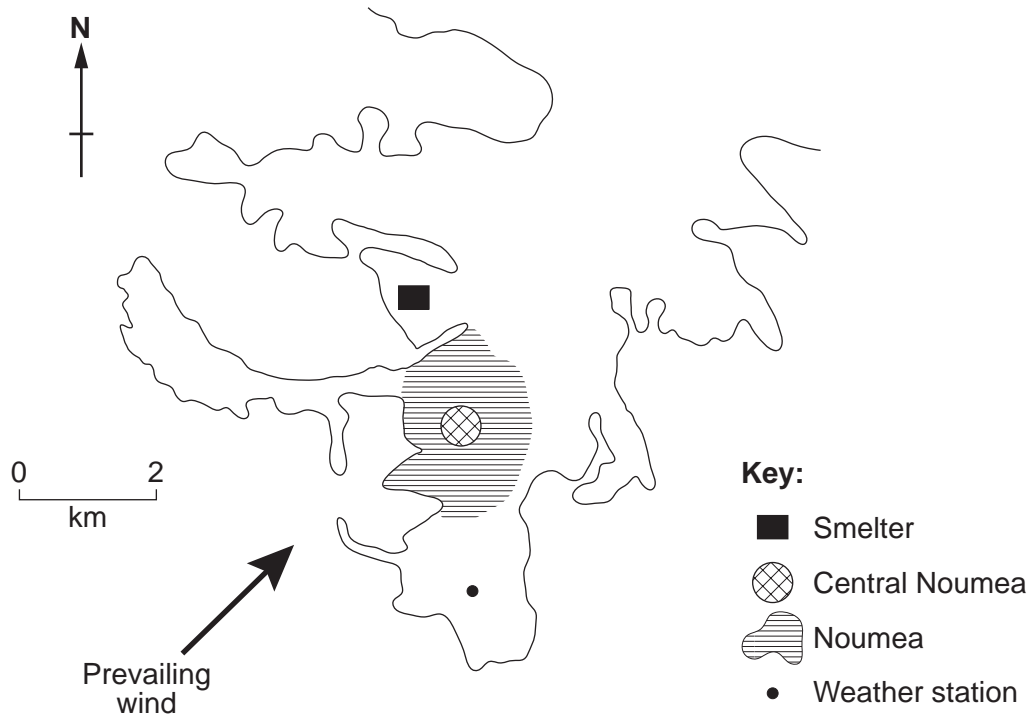 N
0 2
km
Prevailing
wind
Key:
Smelter
Central Noumea
Noumea
Weather station